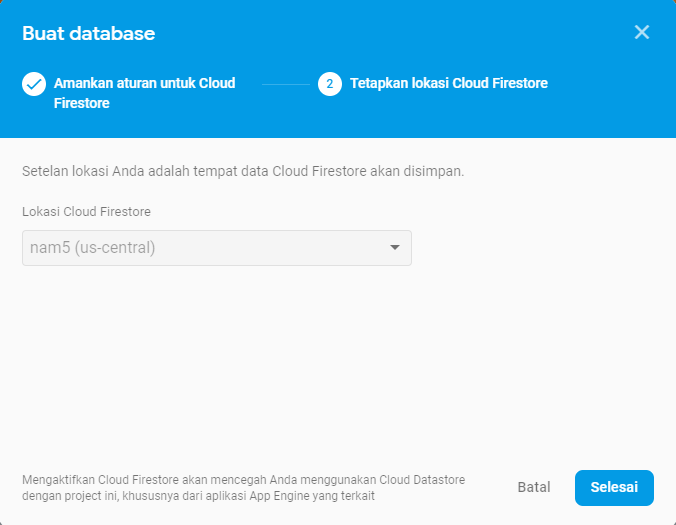 Buat database
Amankan aturan untuk Cloud
Firestore
2
Tetapkan lokasi Cloud Firestore
Setelan lokasi Anda adalah tempat data Cloud Firestore akan disimpan.
Lokasi Cloud Firestore
nam5 (us-central)
Mengaktifkan Cloud Firestore akan mencegah Anda menggunakan Cloud Datastore
dengan project ini, khususnya dari aplikasi App Engine yang terkait
Batal
Selesai